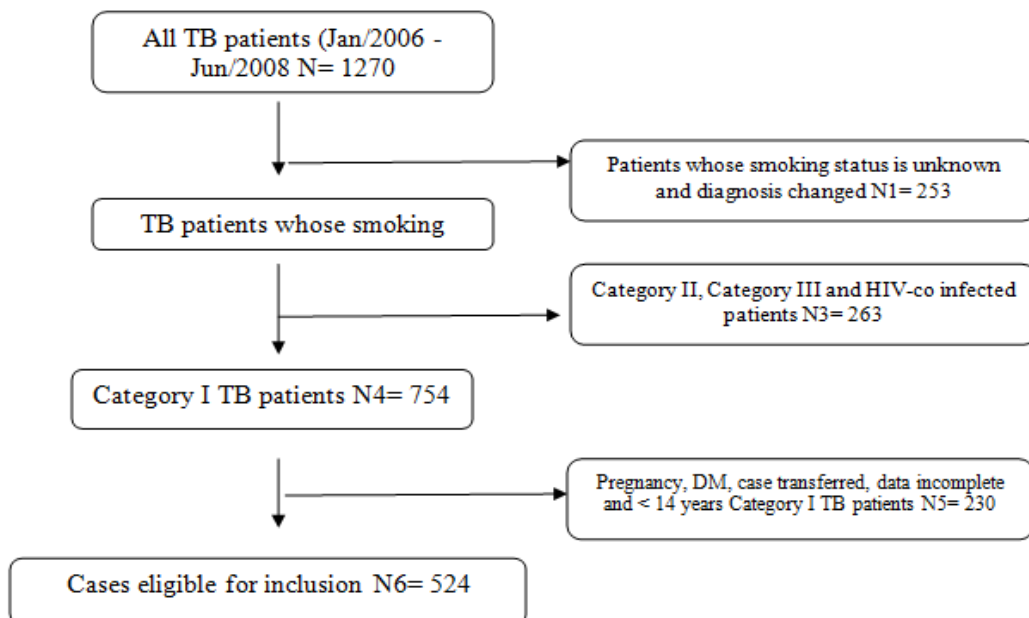 All TB patients (Jan/2006 -
Jun/2008 N= 1270
Patients whose smoking status is unknown
and diagnosis changed N1= 253
TB patients whose smoking
Category II, Category III and HIV-co infected
patients N3= 263
Category I TB patients N4= 754
Pregnancy, DM, case transferred, data incomplete
and < 14 years Category I TB patients N5= 230
Cases eligible for inclusion N6= 524